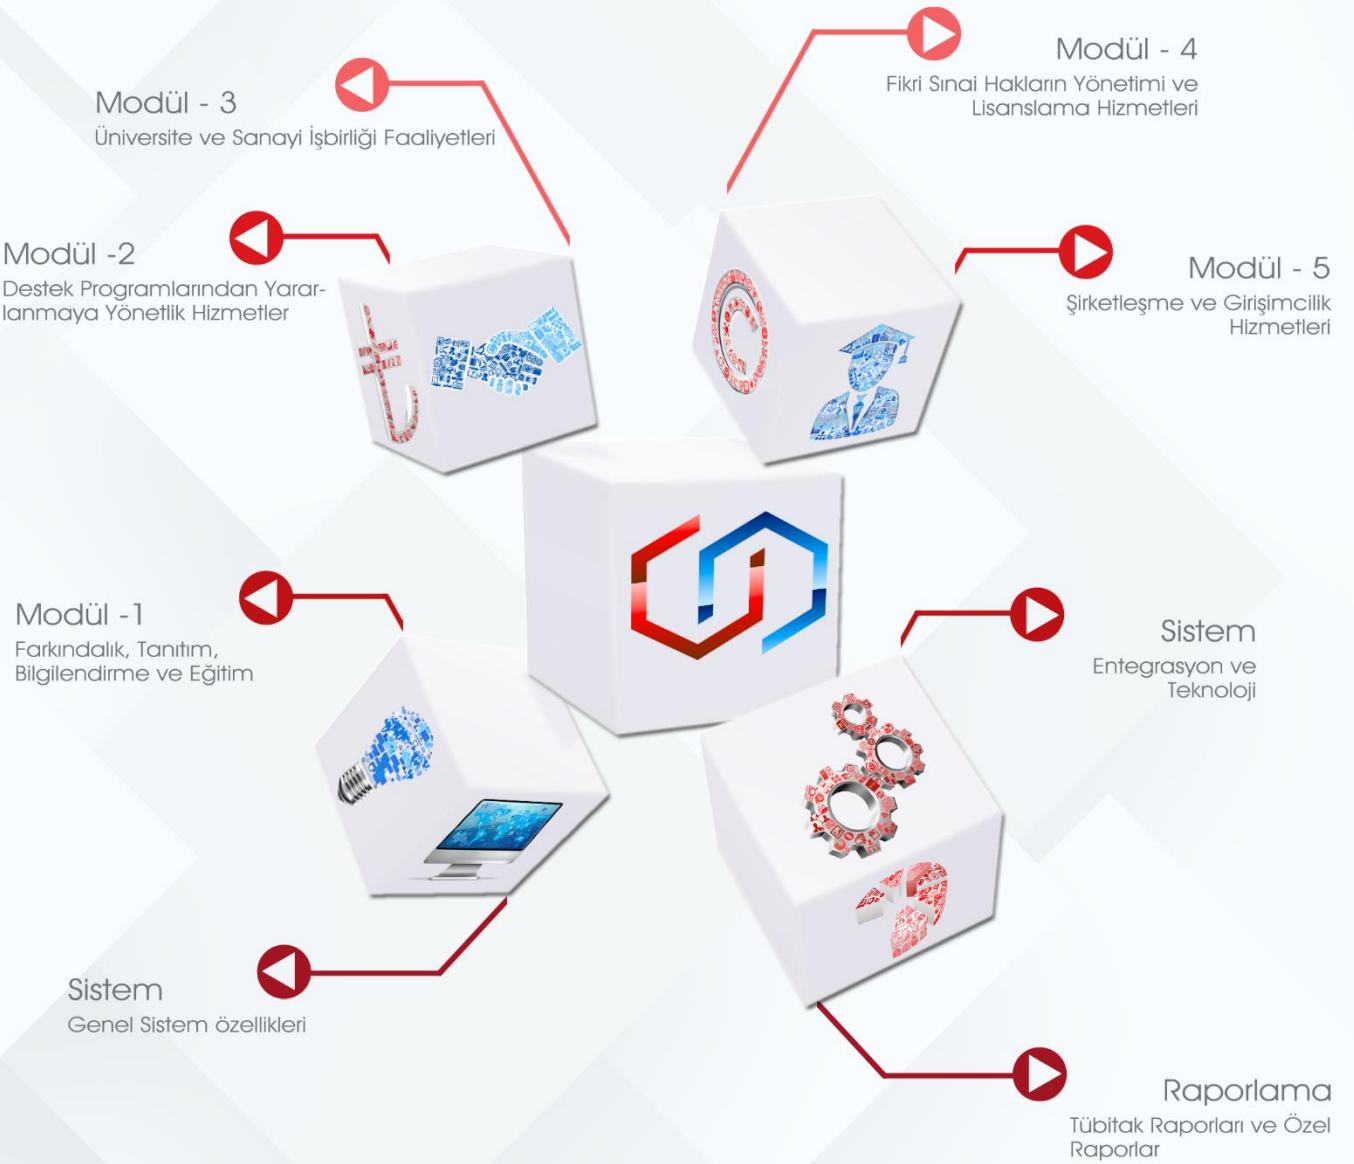 Modül - 3
Üniversite ve Sanayi İşbirliği Faaliyetleri
Modül - 4
Fikri Sınai Hakların Yönetimi ve
Lisanslama Hizmetleri
Modül -2
Destek Programlarından Yarar-
lanmaya Yönetlik Hizmetler
Modül - 5
Şirketleşme ve Girişimcilik
Hizmetleri
Modül -1
Farkındalık, Tanıtım,
Bilgilendirme ve Eğitim
Sistem
Entegrasyon ve
Teknoloji
Sistem
Genel Sistem özellikleri
Raporlama
Tübitak Raporları ve Özel
Raporlar